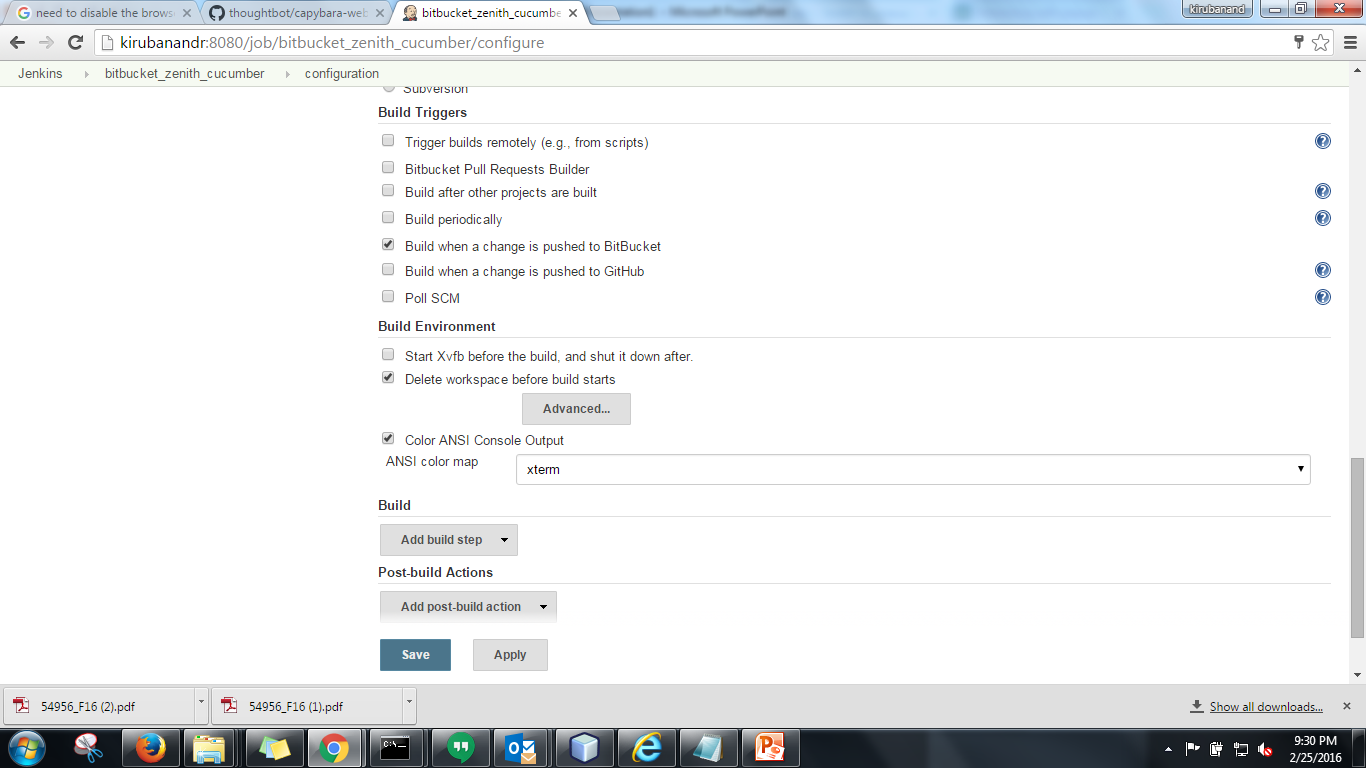 need to disable the brows
thoughtbot/capybara-web
bitbucket_zenith_cucumbe
Microsoft PowerPoint
kirubanand
kirubanandr:8080/job/bitbucket_zenith_cucumber/configure
Jenkins bitbucket_zenith_cucumber configuration
Subversion
Build Triggers
Trigger builds remotely (e.g., from scripts)
Bitbucket Pull Requests Builder
Build after other projects are built
Build periodically
Build when a change is pushed to BitBucket
Build when a change is pushed to GitHub
Poll SCM
Build Environment
Start Xvfb before the build, and shut it down after.
Delete workspace before build starts
Advanced...
Color ANSI Console Output
ANSI color map
xterm
Build
Add build step
Post-build Actions
Add post-build action
Save Apply
54956_F16 (2).pdf
54956_F16 (1).pdf
Show all downloads...
9:30 PM
2/25/2016